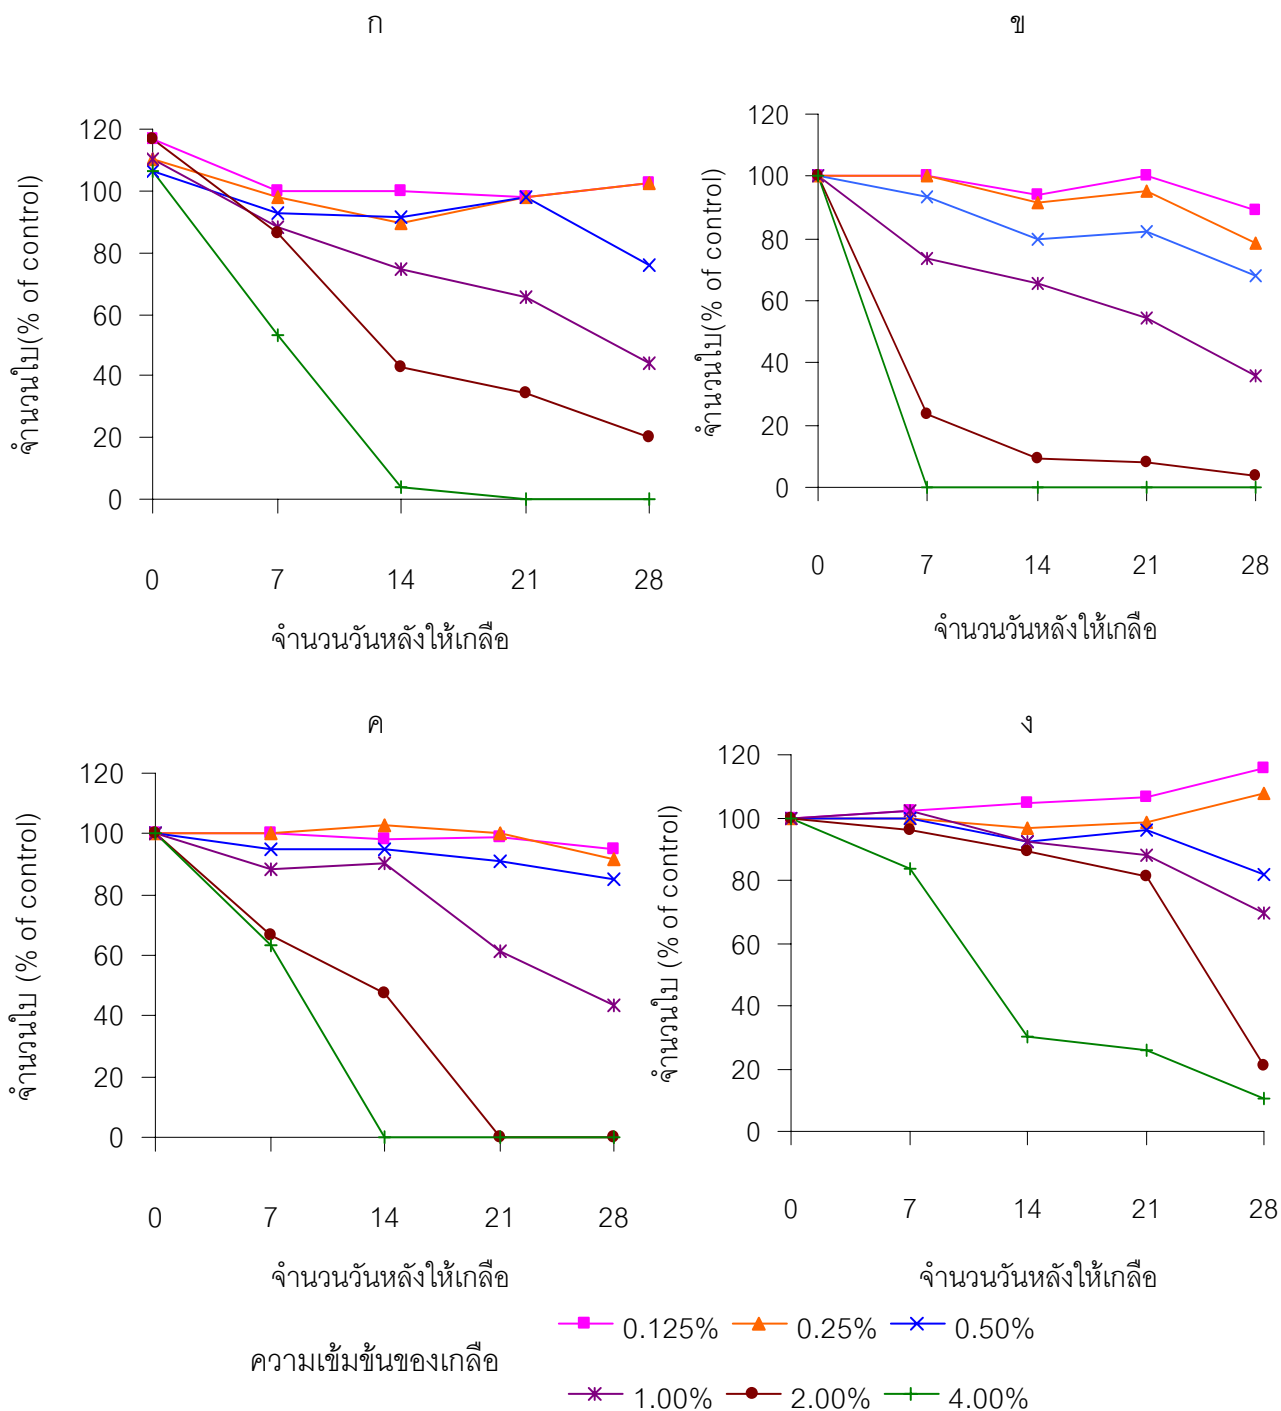 ก
120
100
80
60
40
20
0
จำนวนใบ(% of control)
0 7 14 21 28
จำนวนวันหลังให้เกลือ
ข
120
100
80
60
40
20
0
จำนวนใบ(% of control)
0 7 14 21 28
จำนวนวันหลังให้เกลือ
ค
120
100
80
60
40
20
0
จำนวนใบ (% of control)
0 7 14 21 28
จำนวนวันหลังให้เกลือ
ง
120
100
80
60
40
20
0
จำนวนใบ (% of control)
0 7 14 21 28
จำนวนวันหลังให้เกลือ
ความเข้มข้นของเกลือ
0.125% 0.25% 0.50%
1.00% 2.00% 4.00%